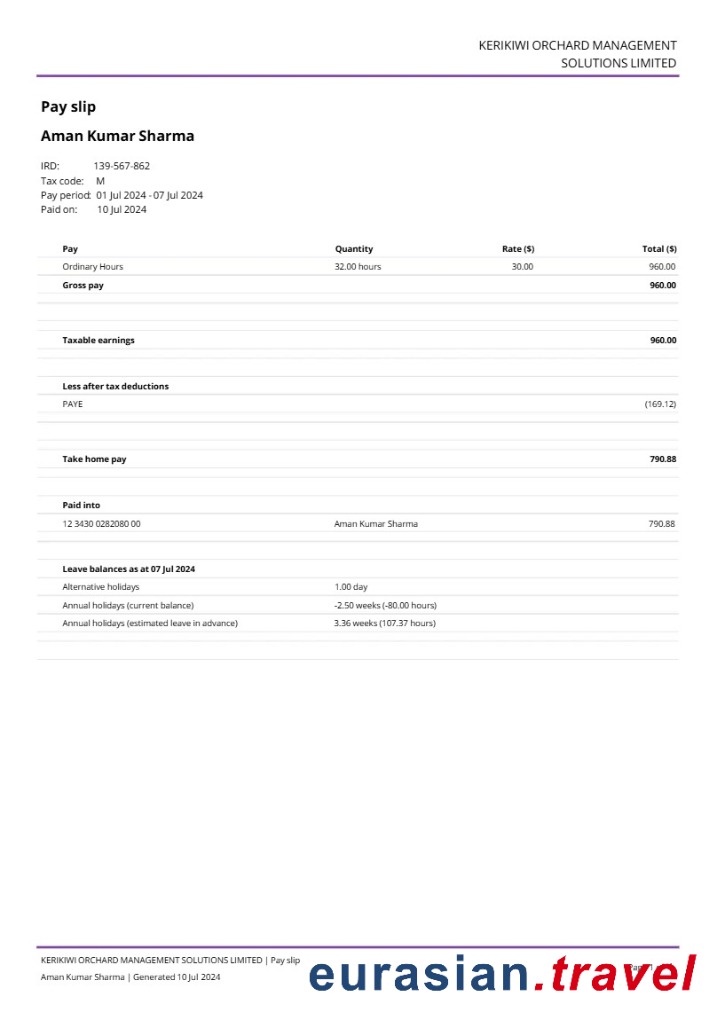 KERIKIWI ORCHARD MANAGEMENT
SOLUTIONS LIMITED
Pay slip
Aman Kumar Sharma
IRD: 139-567-862
Tax code: M
Pay period: 01 Jul 2024 - 07 Jul 2024
Paid on: 10 Jul 2024
Pay Quantity Rate ($) Total ($)
Ordinary Hours 32.00 hours 30.00 960.00
Gross pay 960.00
Taxable earnings 960.00
Less after tax deductions
PAYE (169.12)
Take home pay 790.88
Paid into
12 3430 0282080 00 Aman Kumar Sharma 790.88
Leave balances as at 07 Jul 2024
Alternative holidays 1.00 day
Annual holidays (current balance) -2.50 weeks (-80.00 hours)
Annual holidays (estimated leave in advance) 3.36 weeks (107.37 hours)
KERIKIWI ORCHARD MANAGEMENT SOLUTIONS LIMITED | Pay slip
Aman Kumar Sharma | Generated 10 Jul 2024
eurasian.travel